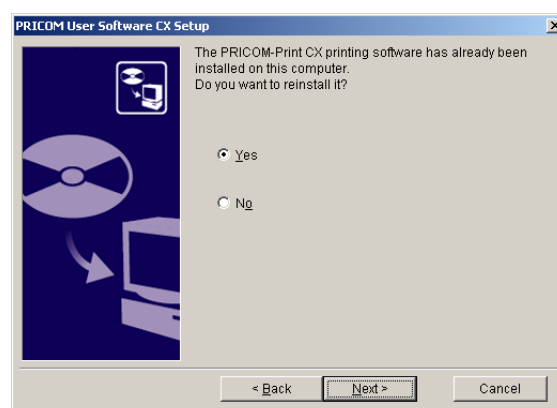 PRICOM User Software CX Setup
The PRICOM-Print CX printing software has already been
installed on this computer.
Do you want to reinstall it?
Yes
No
< Back Next > Cancel